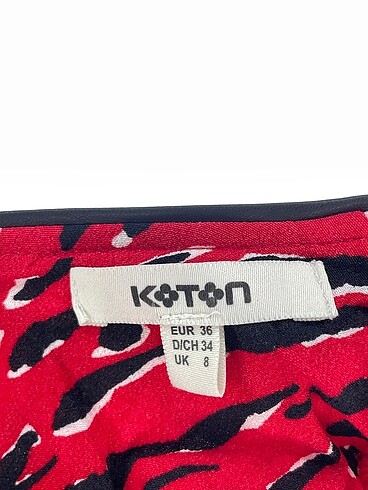 KOTON
EUR 36
D/CH 34
UK 8